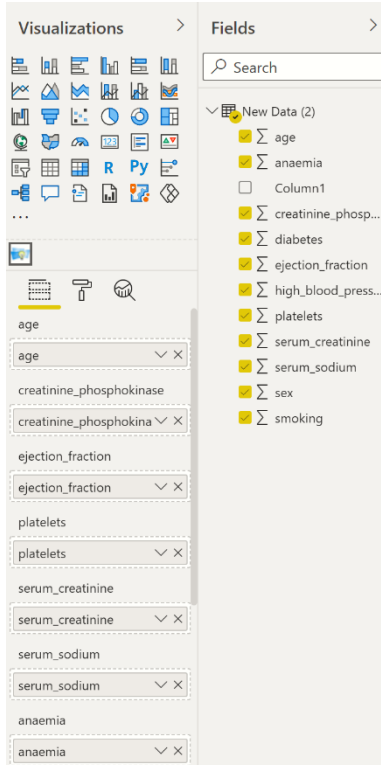 Visualizations
Fields
Search
New Data (2)
age
anaemia
Column1
creatinine_phosp...
diabetes
ejection_fraction
high_blood_press...
platelets
serum_creatinine
serum_sodium
sex
smoking
123
R Py
...
age
age
creatinine_phosphokinase
creatinine_phosphokina
ejection_fraction
ejection_fraction
platelets
platelets
serum_creatinine
serum_creatinine
serum_sodium
serum_sodium
anaemia
anaemia